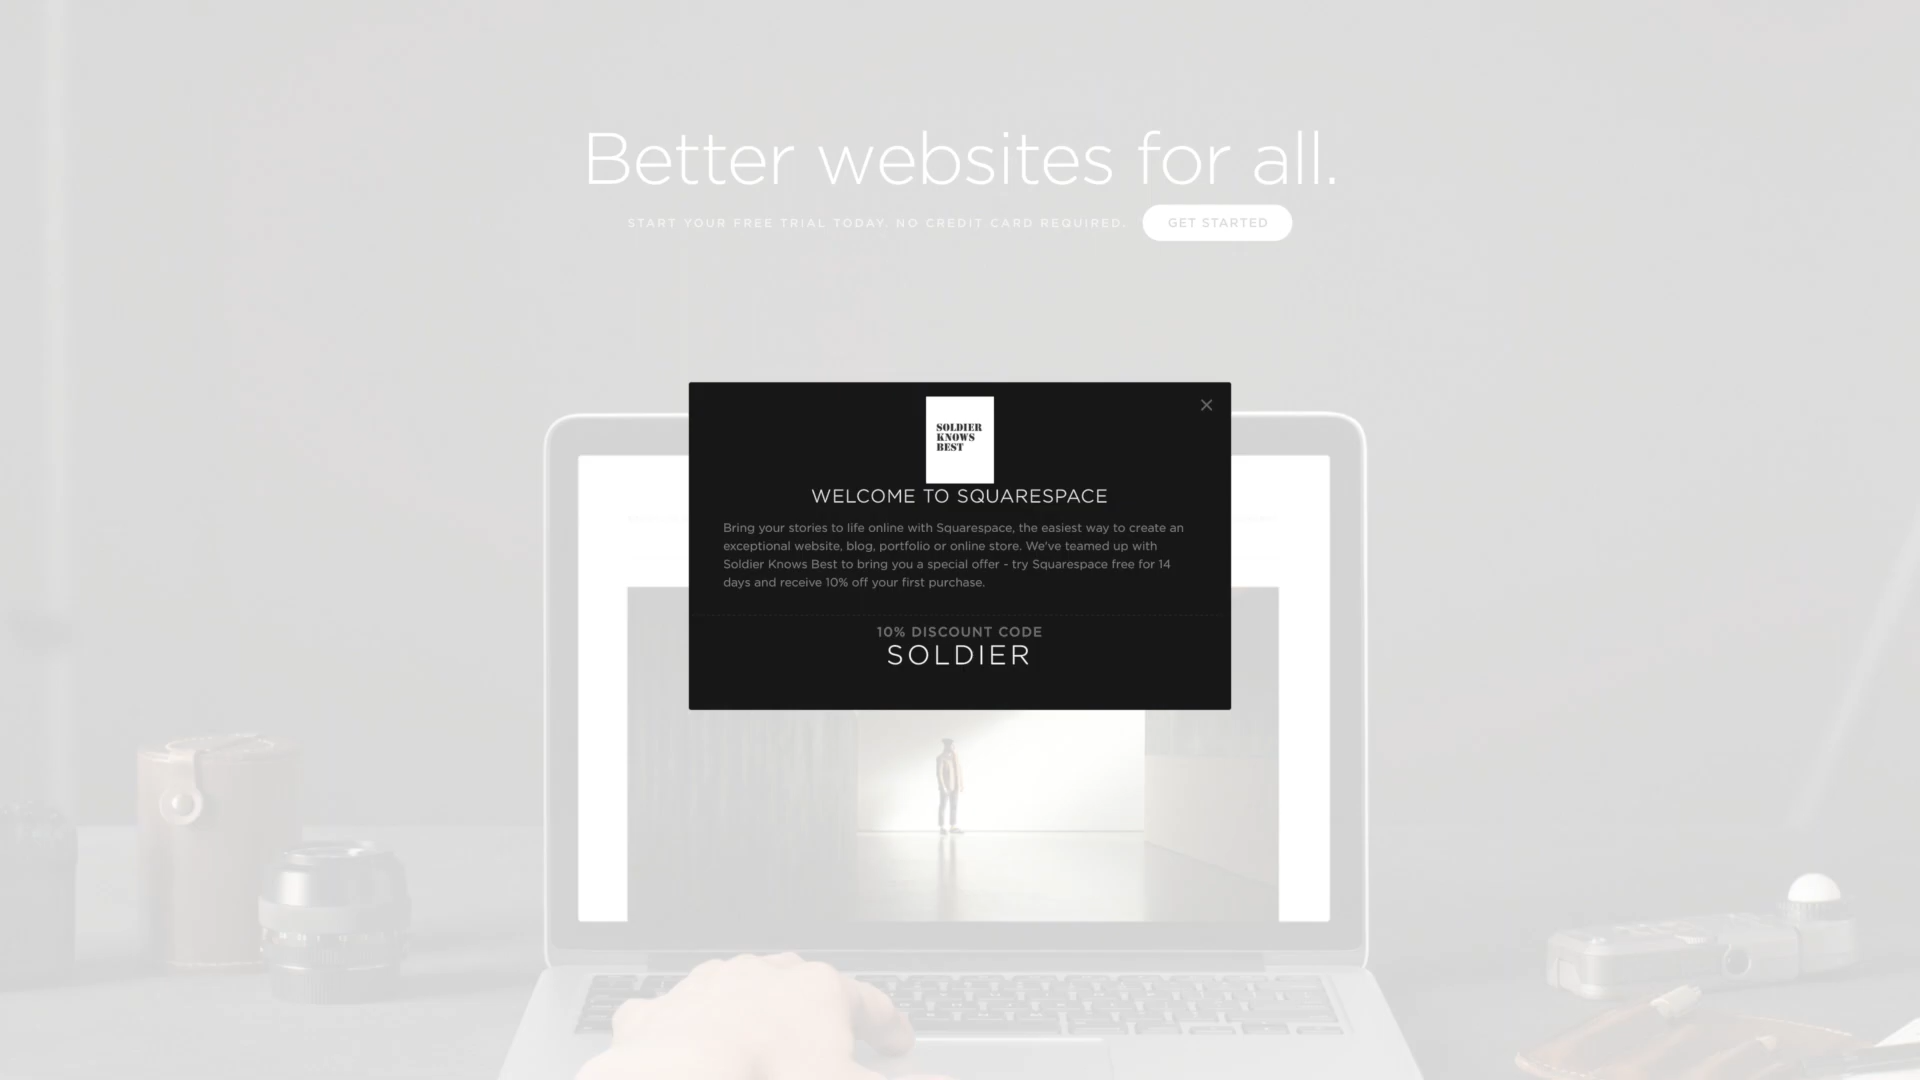 Better websites for all.
START YOUR FREE TRIAL TODAY. NO CREDIT CARD REQUIRED.
GET STARTED
SOLDIER
KNOWS
BEST
WELCOME TO SQUARESPACE
Bring your stories to life online with Squarespace, the easiest way to create an
exceptional website, blog, portfolio or online store. We've teamed up with
Soldier Knows Best to bring you a special offer - try Squarespace free for 14
days and receive 10% off your first purchase.
10% DISCOUNT CODE
SOLDIER